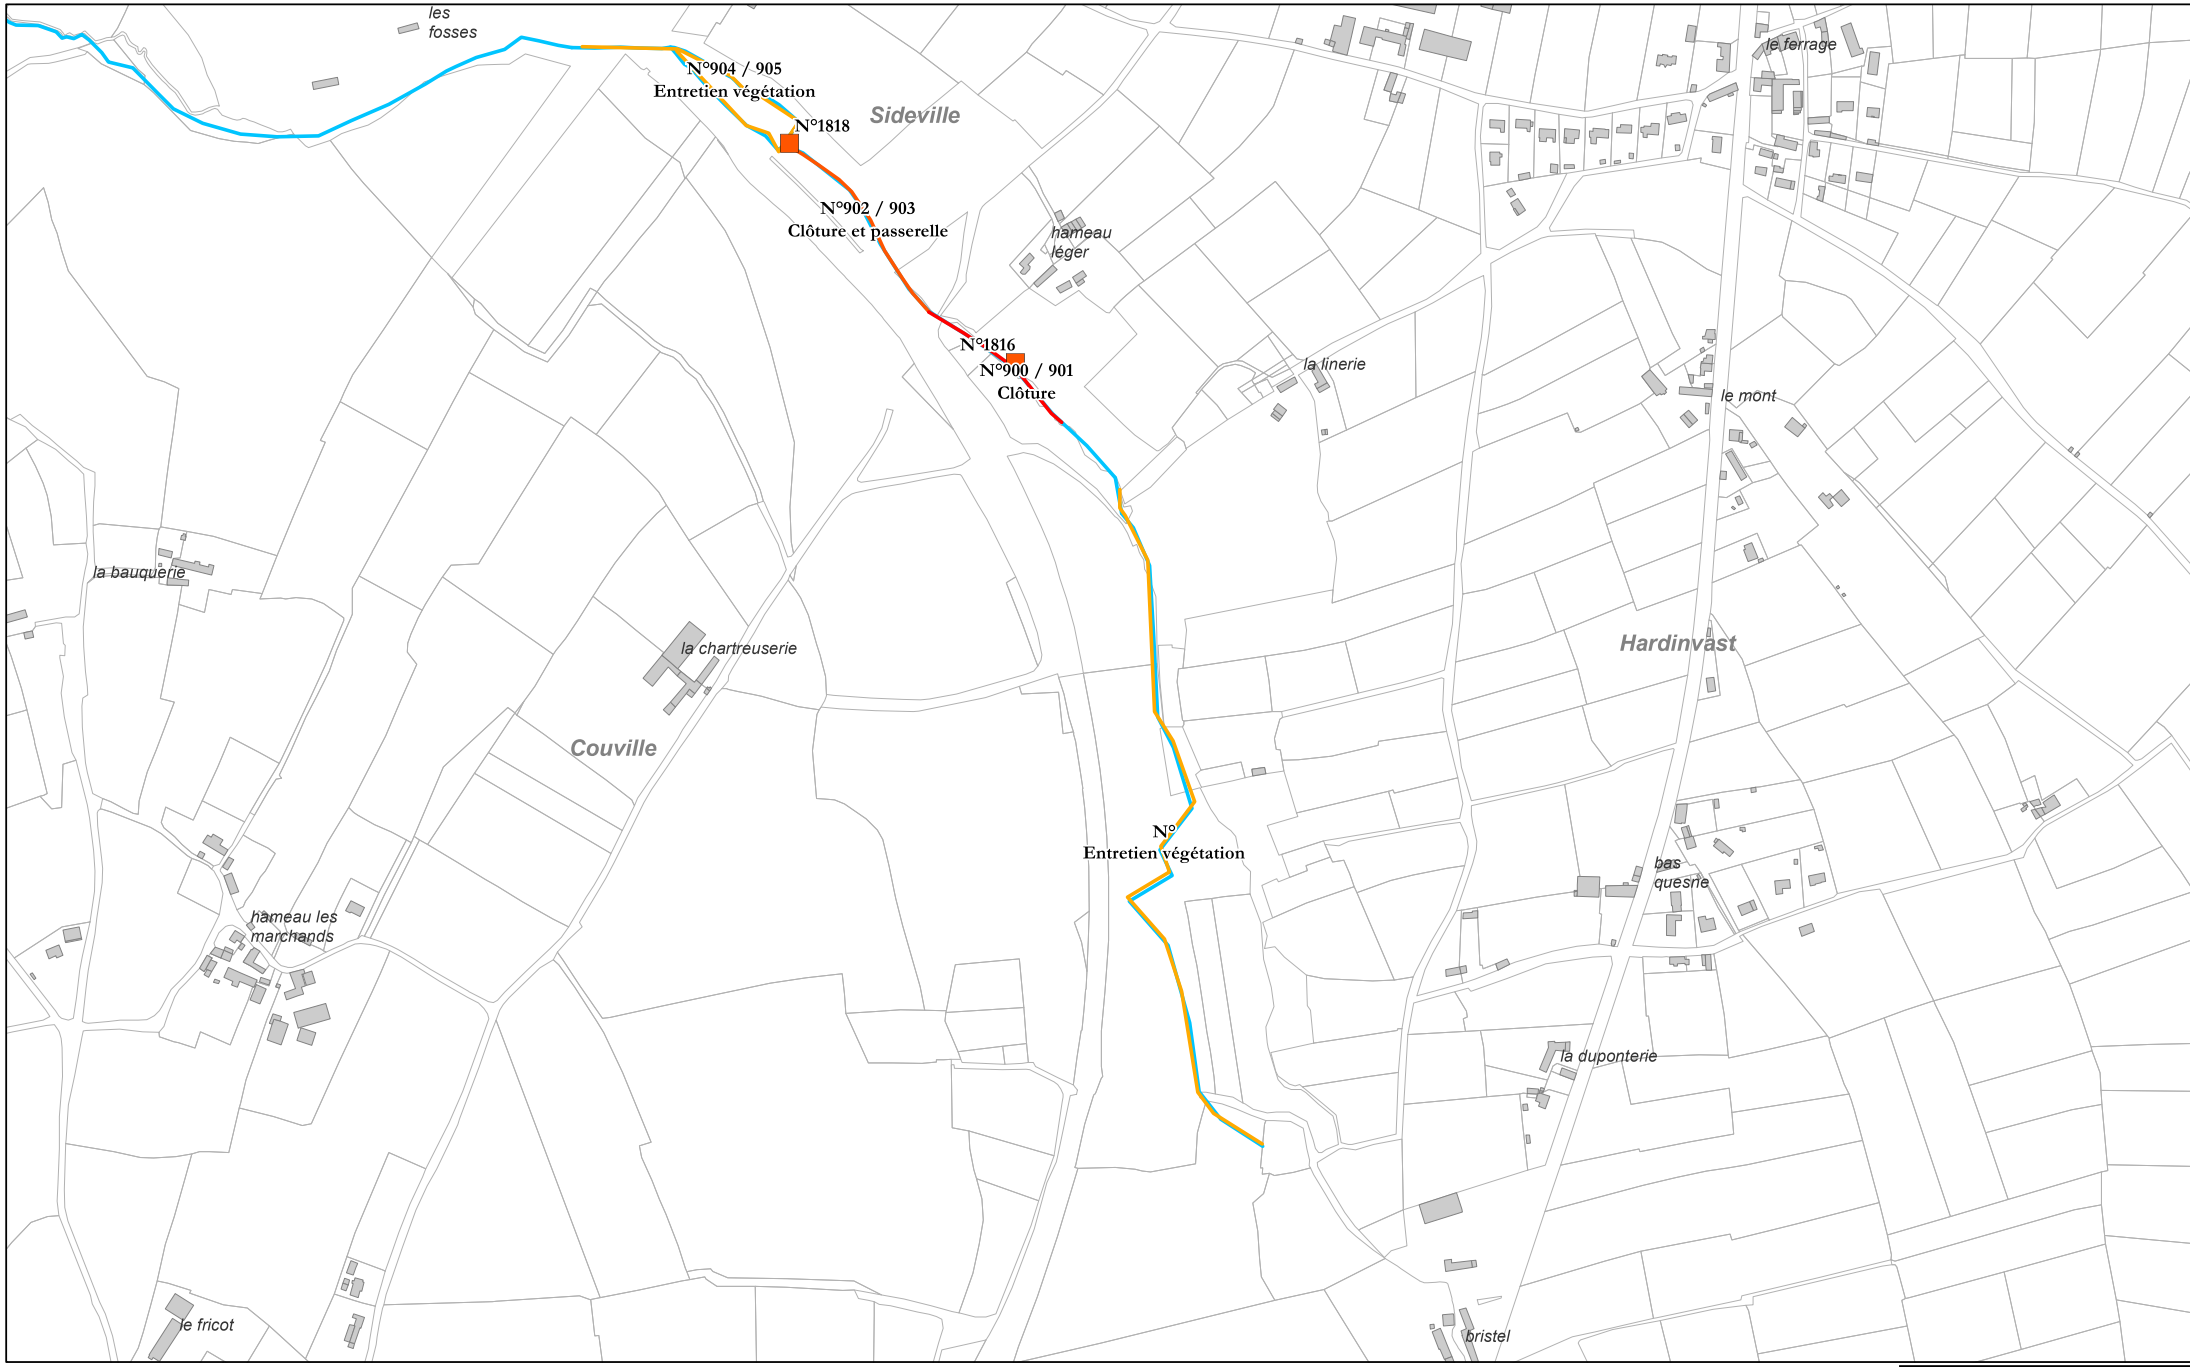 les
fosses
le ferrage
N°904 / 905
Entretien végétation
Sideville
N°1818
N°902 / 903
Clôture et passerelle
hameau
léger
N°1816
N°900 / 901
Clôture
la linerie
le mont
la bauquerie
la chartreuserie
Hardinvast
Couville
N°
Entretien végétation
bas
quesne
hameau les
marchands
la duponterie
le fricot
bristel